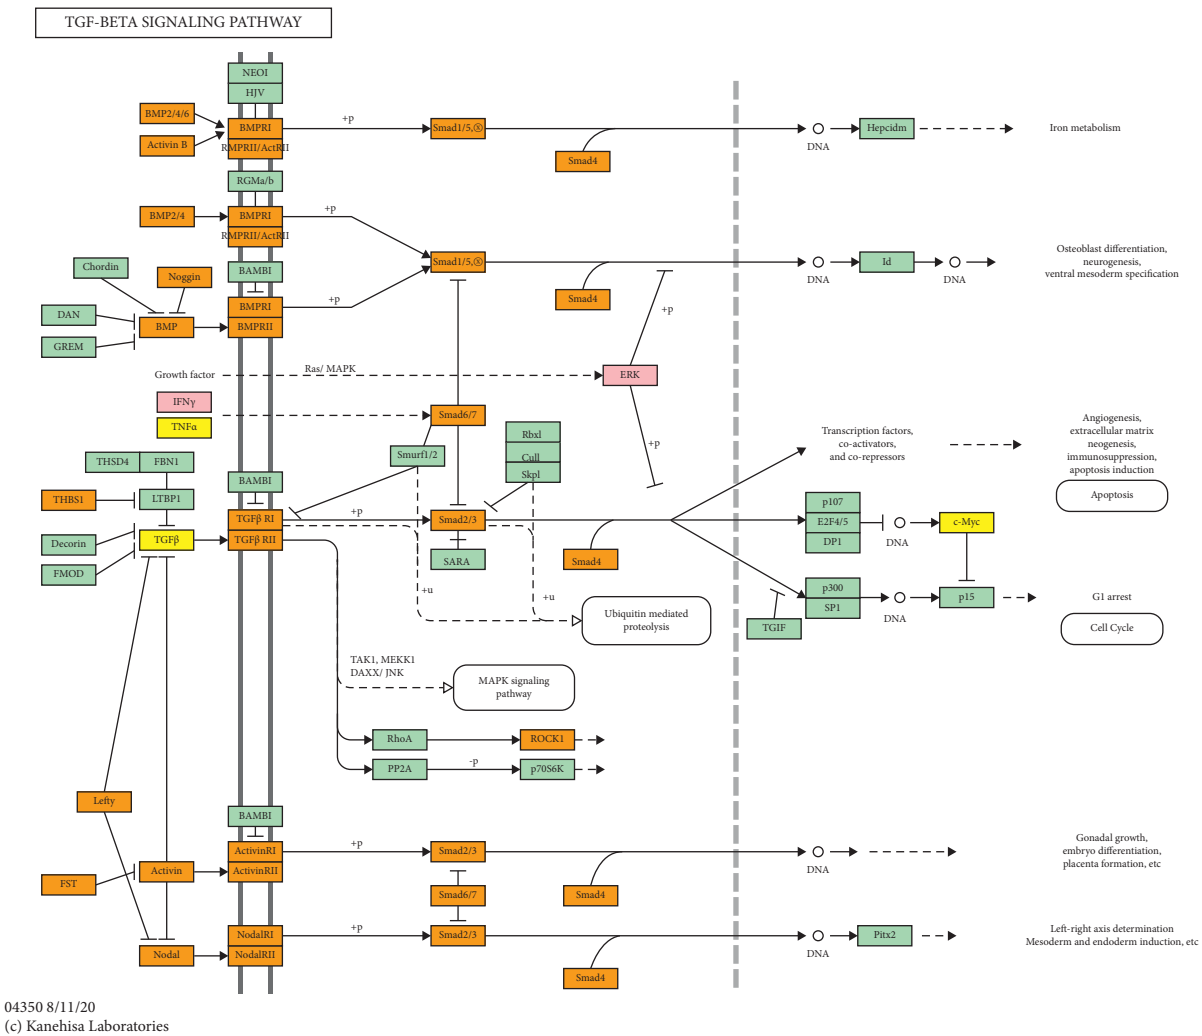 TGF-BETA SIGNALING PATHWAY
NEOI
HJV
BMP2/4/6
Activin B
BMPRI
RMPRII/ActRII
+p
Smad1/5,Ⓧ
Smad4
DNA
Hepcidm
Iron metabolism
RGMa/b
BMP2/4
BMPRI
RMPRII/ActRII
+p
Chordin
Noggin
BAMBI
DAN
GREM
BMP
BMPRI
BMPRII
+p
Smad1/5,Ⓧ
Smad4
+p
DNA
Id
DNA
Osteoblast differentiation,
neurogenesis,
ventral mesoderm specification
Growth factor
Ras/ MAPK
ERK
IFNγ
TNFα
Smad6/7
+p
Rbxl
Cull
Skpl
Smurf1/2
Transcription factors,
co-activators,
and co-repressors
Angiogenesis,
extracellular matrix
neogenesis,
immunosuppression,
apoptosis induction
Apoptosis
THSD4
FBN1
THBS1
LTBP1
BAMBI
Decorin
FMOD
TGFβ
TGFβ RI
TGFβ RII
+p
Smad2/3
SARA
Smad4
p107
E2F4/5
DP1
DNA
c-Myc
p300
SP1
TGIF
DNA
p15
G1 arrest
Cell Cycle
+u
+u
Ubiquitin mediated
proteolysis
TAK1, MEKK1
DAXX/ JNK
MAPK signaling
pathway
RhoA
ROCK1
PP2A
-p
p70S6K
Lefty
BAMBI
FST
Activin
ActivinRI
ActivinRII
+p
Smad2/3
Smad4
DNA
Gonadal growth,
embryo differentiation,
placenta formation, etc
Smad6/7
Nodal
NodalRI
NodalRII
+p
Smad2/3
Smad4
DNA
Pitx2
Left-right axis determination
Mesoderm and endoderm induction, etc
04350 8/11/20
(c) Kanehisa Laboratories